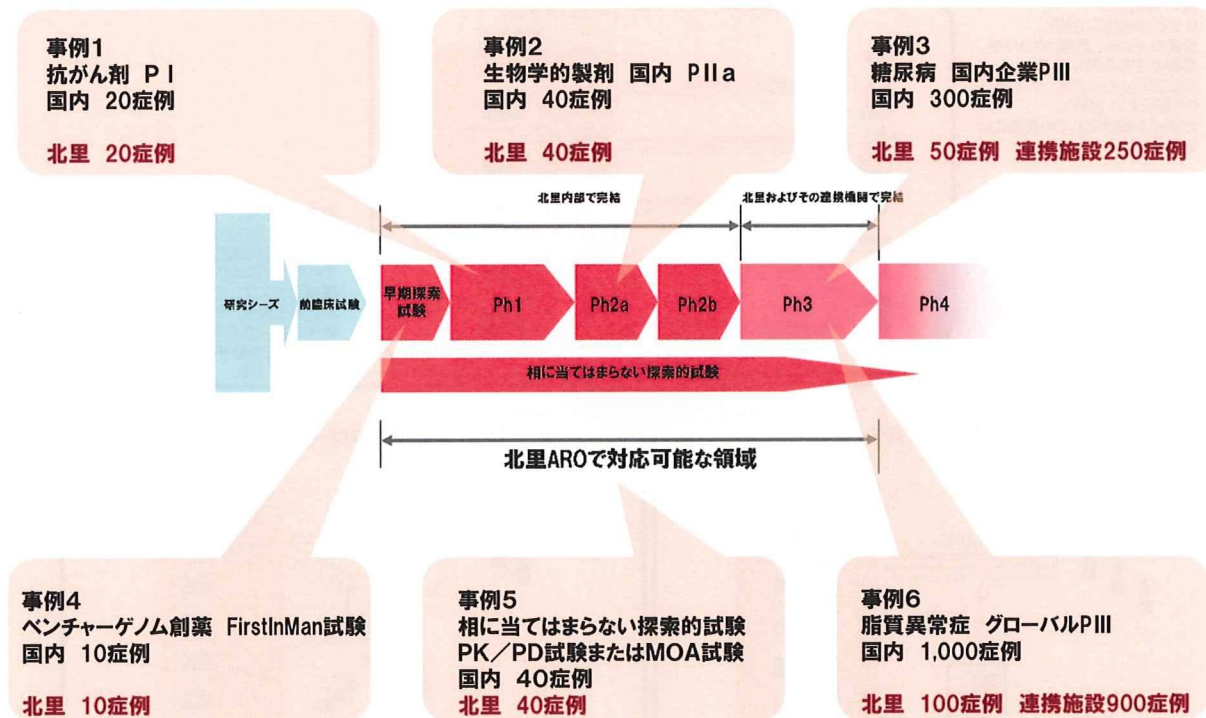 事例1
抗がん剤 PⅠ
国内 20症例
北里 20症例
事例2
生物学的製剤 国内 PIIa
国内 40症例
北里 40症例
事例3
糖尿病 国内企業PIII
国内 300症例
北里 50症例 連携施設250症例
北里内部で完結
北里およびその連携機関で完結
研究シーズ
前臨床試験
早期探索
試験
Ph1
Ph2a
Ph2b
Ph3
Ph4
相に当てはまらない探索的試験
北里AROで対応可能な領域
事例4
ベンチャーゲノム創薬 FirstInMan試験
国内 10症例
北里 10症例
事例5
相に当てはまらない探索的試験
PK／PD試験またはMOA試験
国内 40症例
北里 40症例
事例6
脂質異常症 グローバルPIII
国内 1,000症例
北里 100症例 連携施設900症例